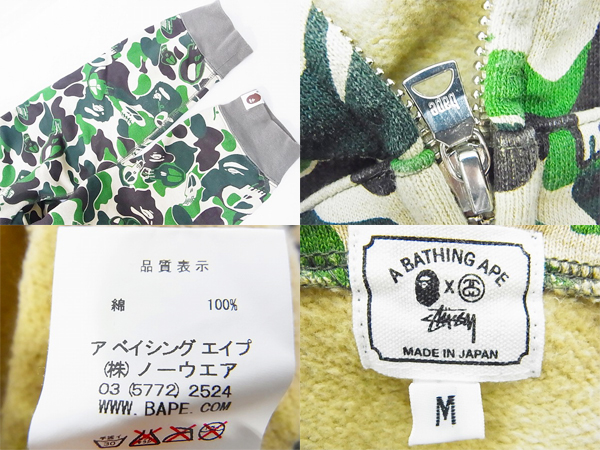 品質表示
綿 100%
ア ベイシング エイプ
(株) ノーウエア
03 (5772) 2524
WWW. BAPE. COM
A BATHING APE
X
STUSSY
MADE IN JAPAN
M